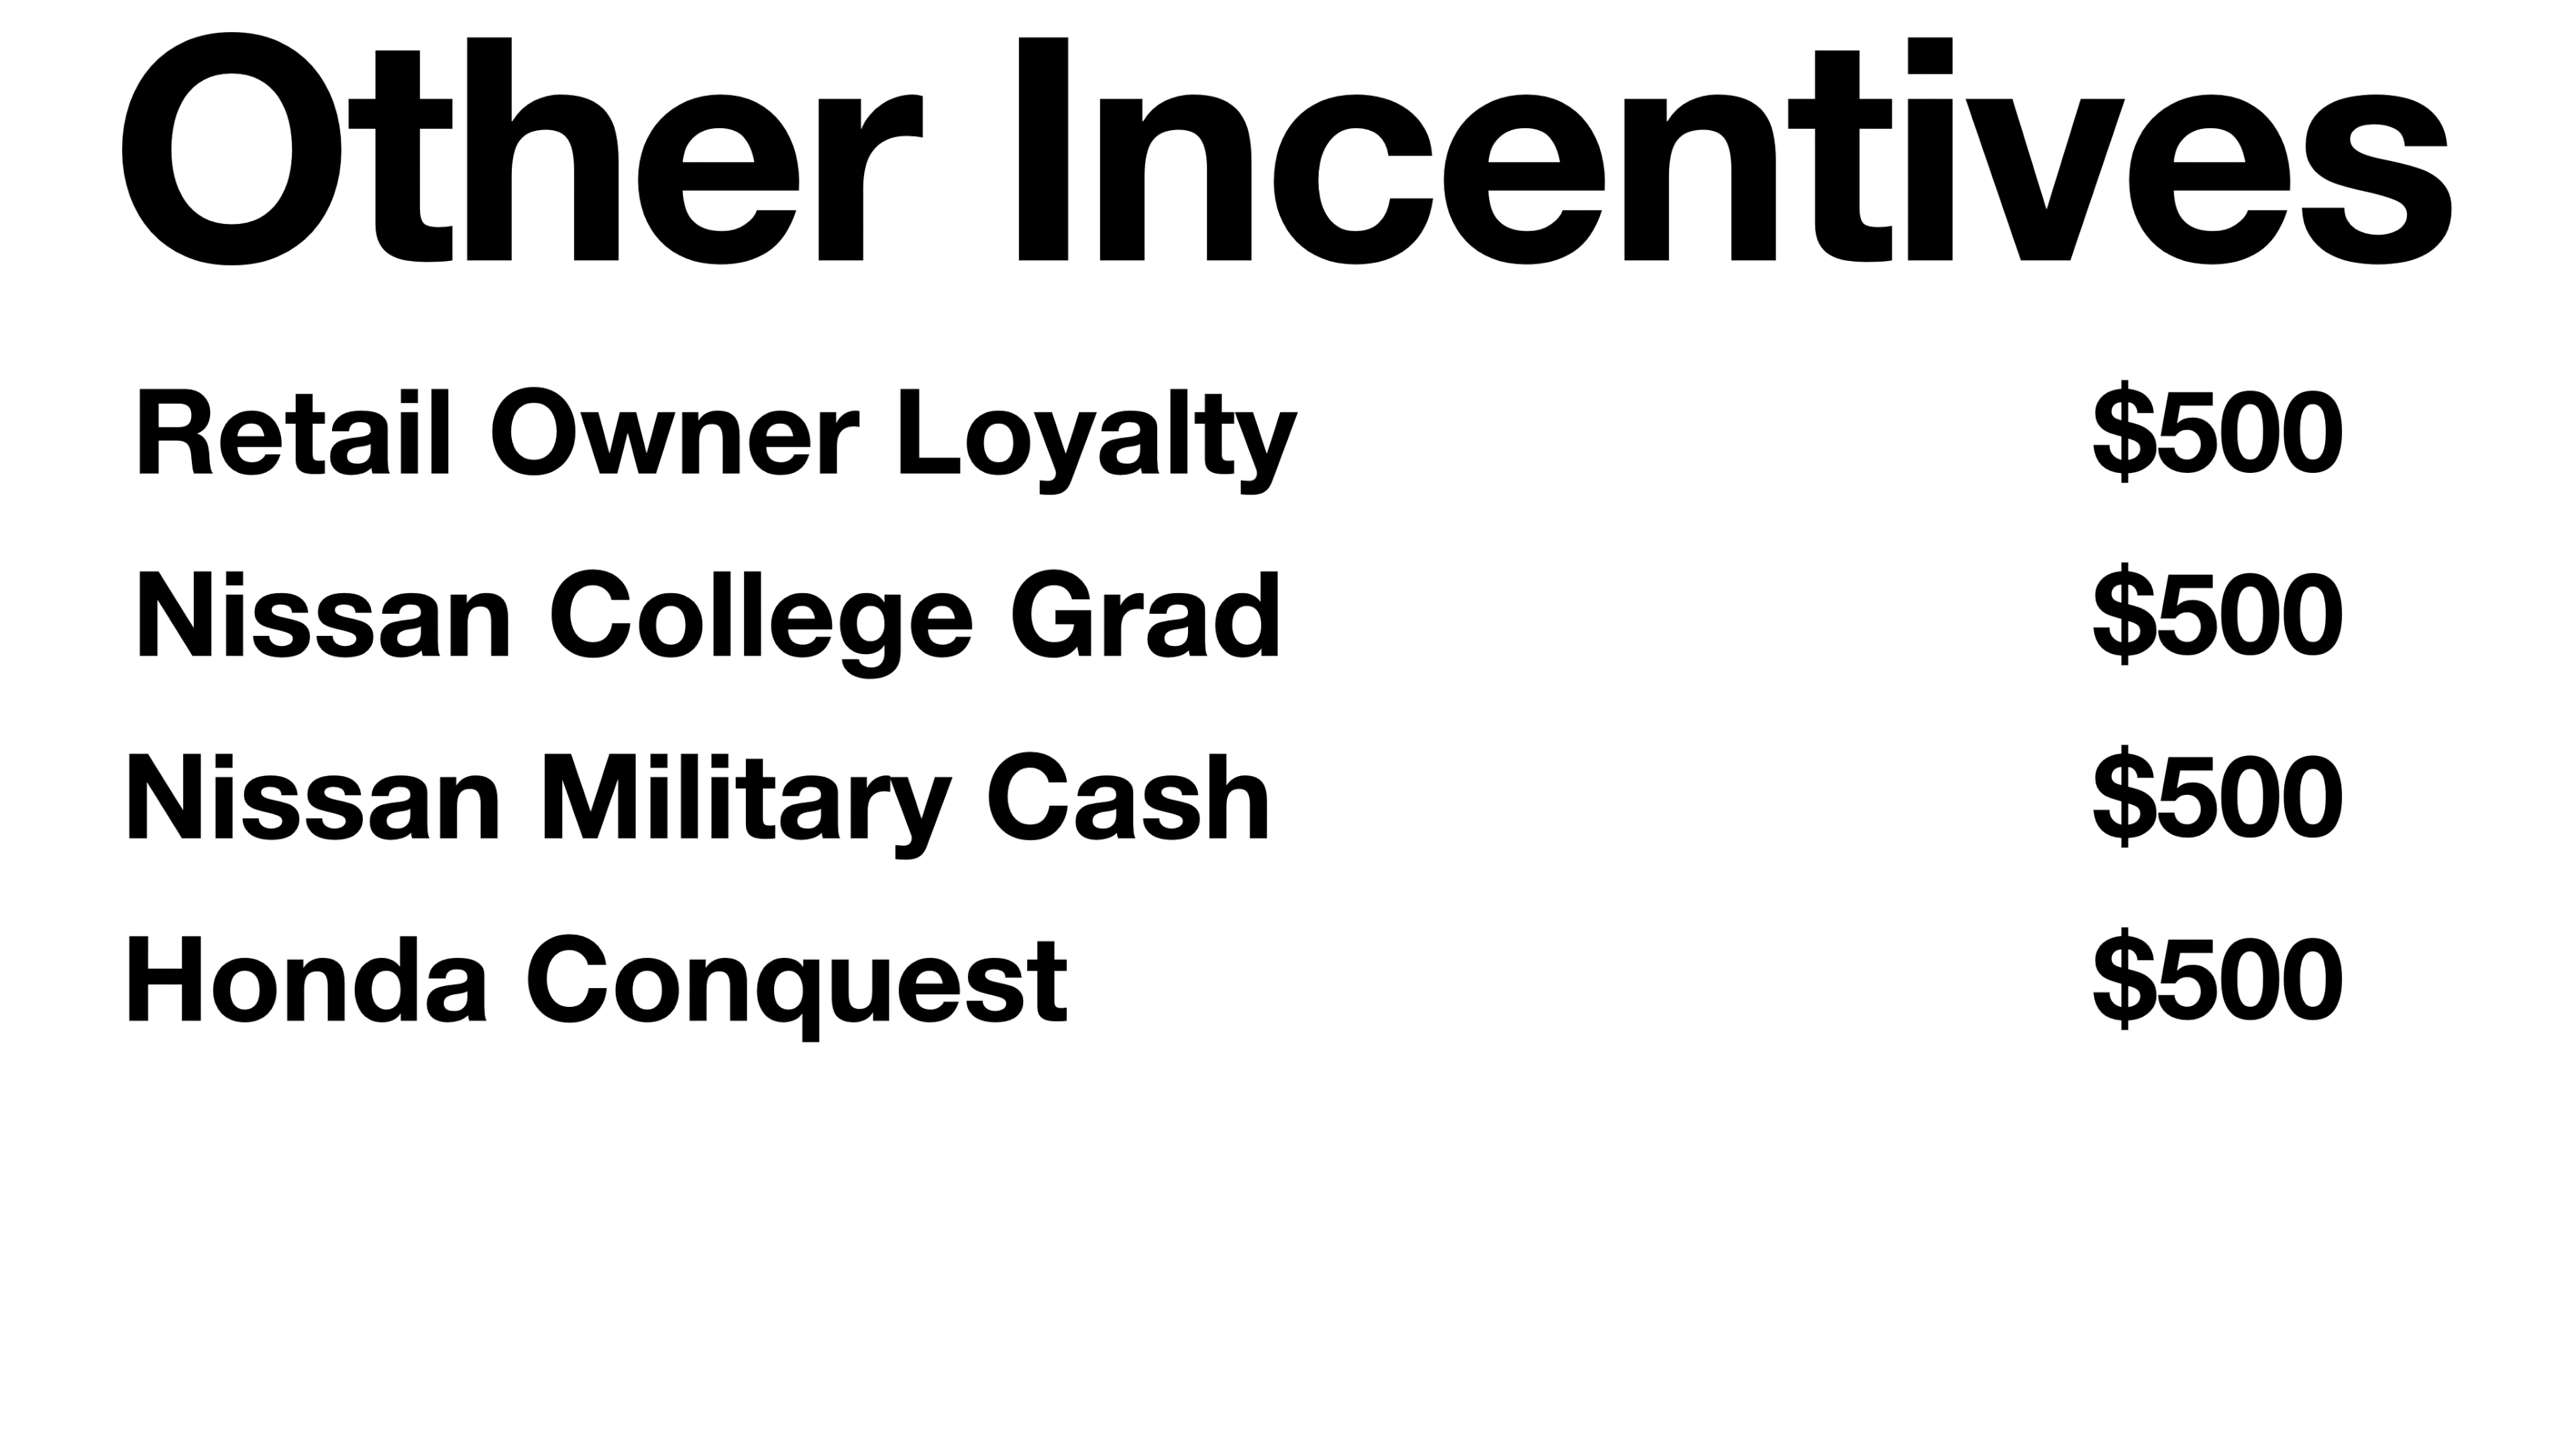 Other Incentives
Retail Owner Loyalty $500
Nissan College Grad $500
Nissan Military Cash $500
Honda Conquest $500